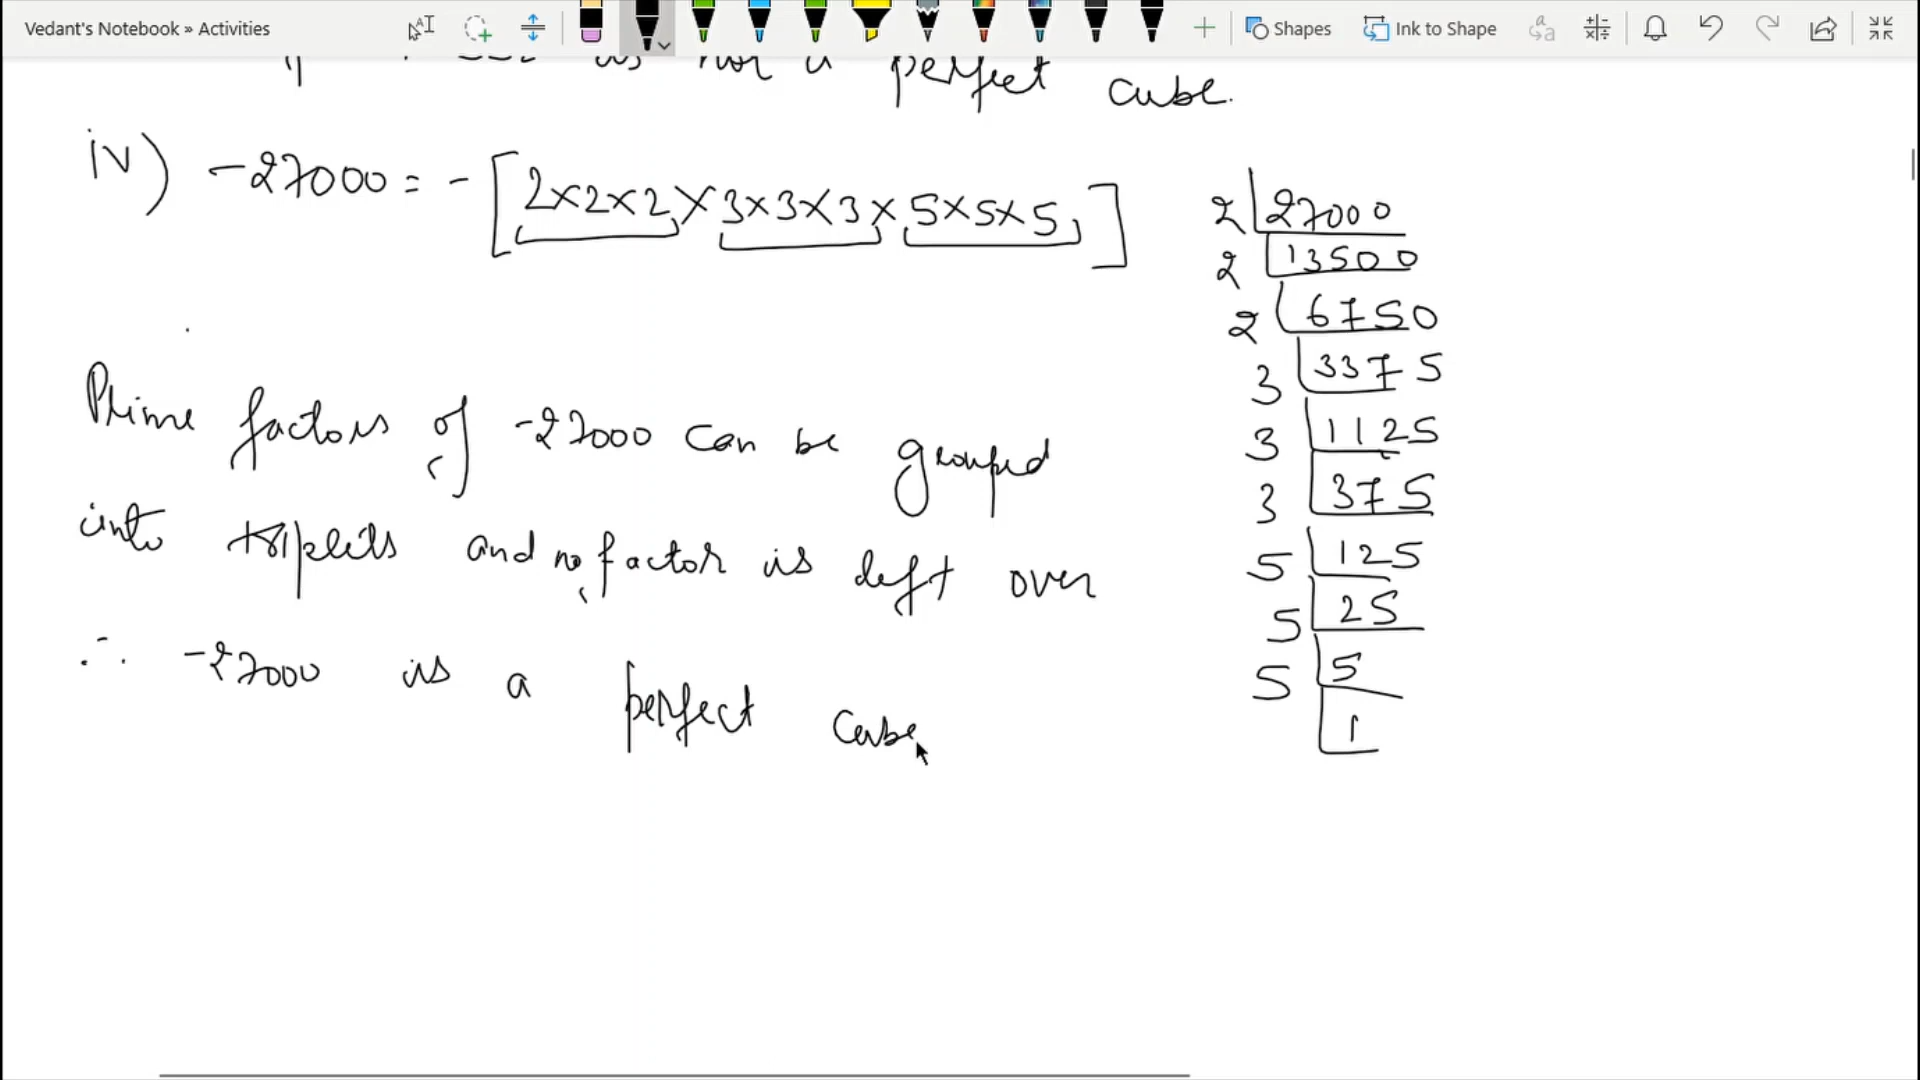 Vedant's Notebook » Activities
Shapes
Ink to Shape
is not a perfect cube.
iv) -27000 = - [2×2×2 × 3×3×3 × 5×5×5]
Prime factors of -27000 can be grouped
into triplets and no factor is left over
∴ -27000 is a perfect cube
2 | 27000
2 | 13500
2 | 6750
3 | 3375
3 | 1125
3 | 375
5 | 125
5 | 25
5 | 5
1